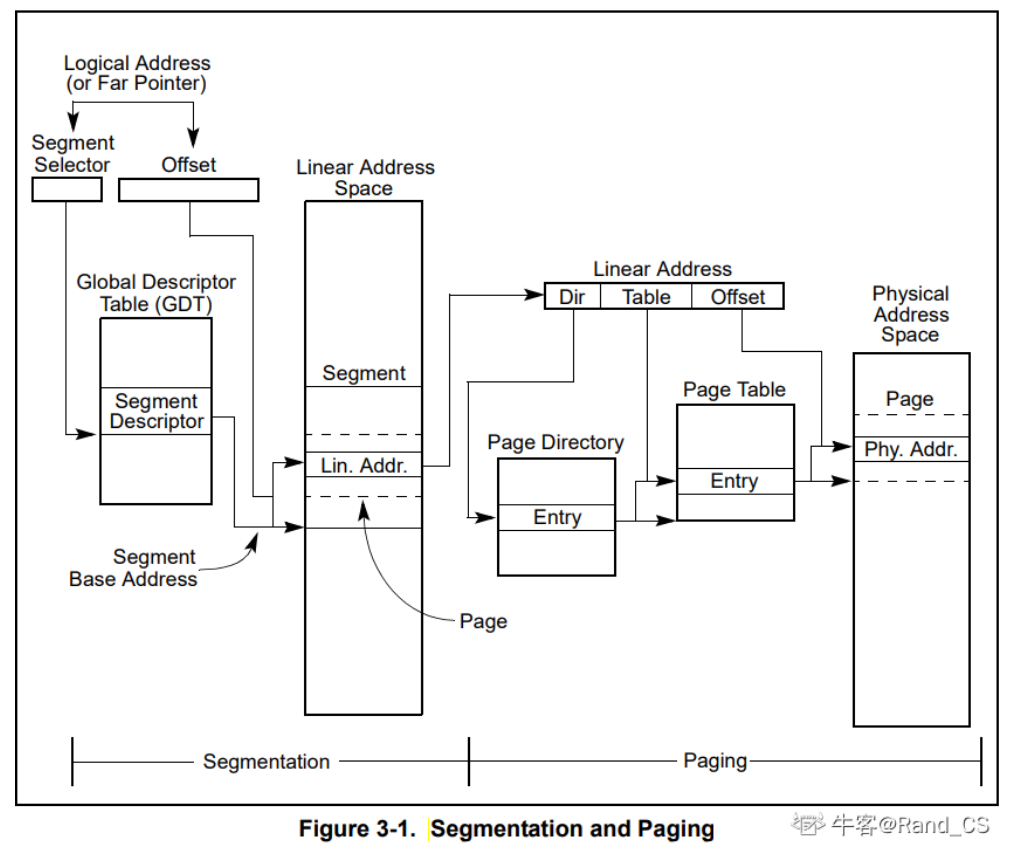 Logical Address
(or Far Pointer)
Segment
Selector
Offset
Linear Address
Space
Global Descriptor
Table (GDT)
Segment
Descriptor
Segment
Lin. Addr.
Segment
Base Address
Page
Linear Address
Dir
Table
Offset
Physical
Address
Space
Page Table
Page Directory
Entry
Entry
Page
Phy. Addr.
Segmentation
Paging
Figure 3-1. Segmentation and Paging
牛客@Rand_CS